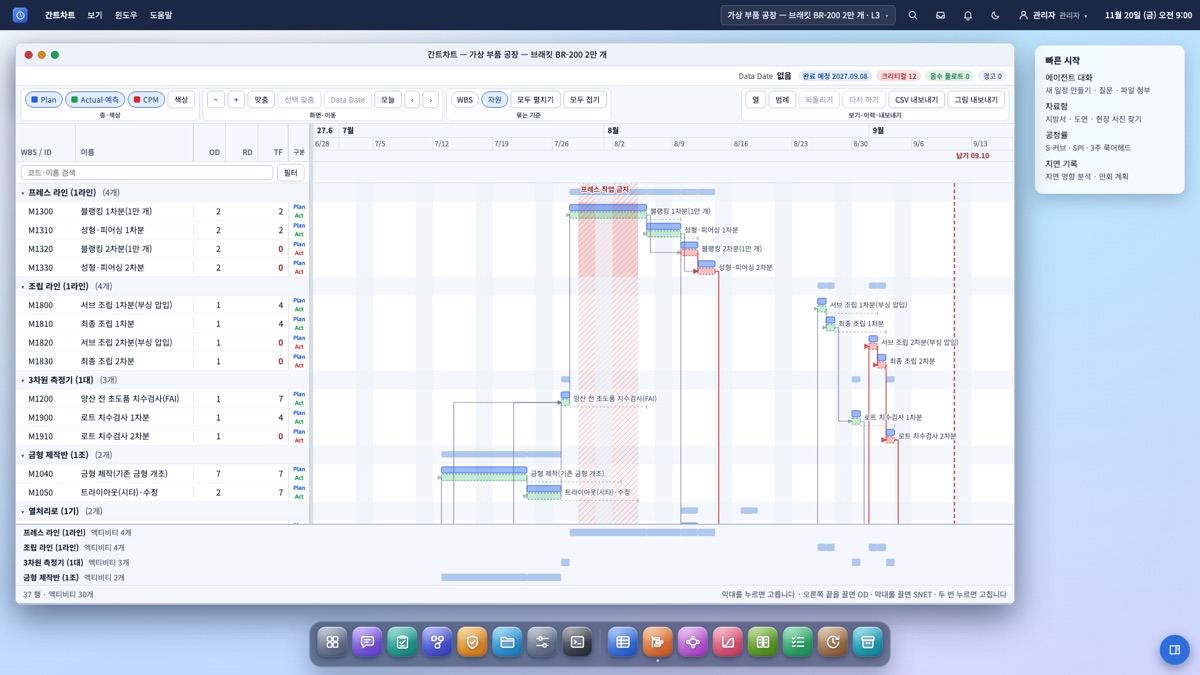 간트차트 보기 윈도우 도움말 가상 부품 공장 — 브래킷 BR-200 2만 개 · L3 관리자 관리자 11월 20일 (금) 오전 9:00
간트차트 — 가상 부품 공장 — 브래킷 BR-200 2만 개
Data Date 없음 완료 예정 2027.09.08 크리티컬 12 음수 플로트 0 경고 0
Plan Actual·예측 CPM 색상 − + 맞춤 선택 맞춤 Data Date 오늘 ‹ › WBS 자원 모두 펼치기 모두 접기 열 범례 되돌리기 다시 하기 CSV 내보내기 그림 내보내기
층·색상 화면·이동 묶는 기준 보기·이력·내보내기
27.6 7월 8월 9월
WBS / ID 이름 OD RD TF 구분 6/28 7/5 7/12 7/19 7/26 8/2 8/9 8/16 8/23 8/30 9/6 9/13
납기 09.10
코드·이름 검색 필터
프레스 라인 (1라인) (4개) 프레스 작업 금지
M1300 블랭킹 1차분(1만 개) 2 2 Plan Act 블랭킹 1차분(1만 개)
M1310 성형·피어싱 1차분 2 2 Plan Act 성형·피어싱 1차분
M1320 블랭킹 2차분(1만 개) 2 0 Plan Act 블랭킹 2차분(1만 개)
M1330 성형·피어싱 2차분 2 0 Plan Act 성형·피어싱 2차분
조립 라인 (1라인) (4개)
M1800 서브 조립 1차분(부싱 압입) 1 4 Plan Act 서브 조립 1차분(부싱 압입)
M1810 최종 조립 1차분 1 4 Plan Act 최종 조립 1차분
M1820 서브 조립 2차분(부싱 압입) 1 0 Plan Act 서브 조립 2차분(부싱 압입)
M1830 최종 조립 2차분 1 0 Plan Act 최종 조립 2차분
3차원 측정기 (1대) (3개)
M1200 양산 전 초도품 치수검사(FAI) 1 7 Plan Act 양산 전 초도품 치수검사(FAI)
M1900 로트 치수검사 1차분 1 4 Plan Act 로트 치수검사 1차분
M1910 로트 치수검사 2차분 1 0 Plan Act 로트 치수검사 2차분
금형 제작반 (1조) (2개)
M1040 금형 제작(기존 금형 개조) 7 7 Plan Act 금형 제작(기존 금형 개조)
M1050 트라이아웃(시타)·수정 2 7 Plan Act 트라이아웃(시타)·수정
열처리로 (1기) (2개)
프레스 라인 (1라인) 액티비티 4개
조립 라인 (1라인) 액티비티 4개
3차원 측정기 (1대) 액티비티 3개
금형 제작반 (1조) 액티비티 2개
37 행 · 액티비티 30개 막대를 누르면 고릅니다 · 오른쪽 끝을 끌면 OD · 막대를 끌면 SNET · 두 번 누르면 고칩니다
빠른 시작
에이전트 대화
새 일정 만들기 · 질문 · 파일 첨부
자료함
시방서 · 도면 · 현장 사진 찾기
공정률
S-커브 · SPI · 3주 룩어헤드
지연 기록
지연 영향 분석 · 만회 계획